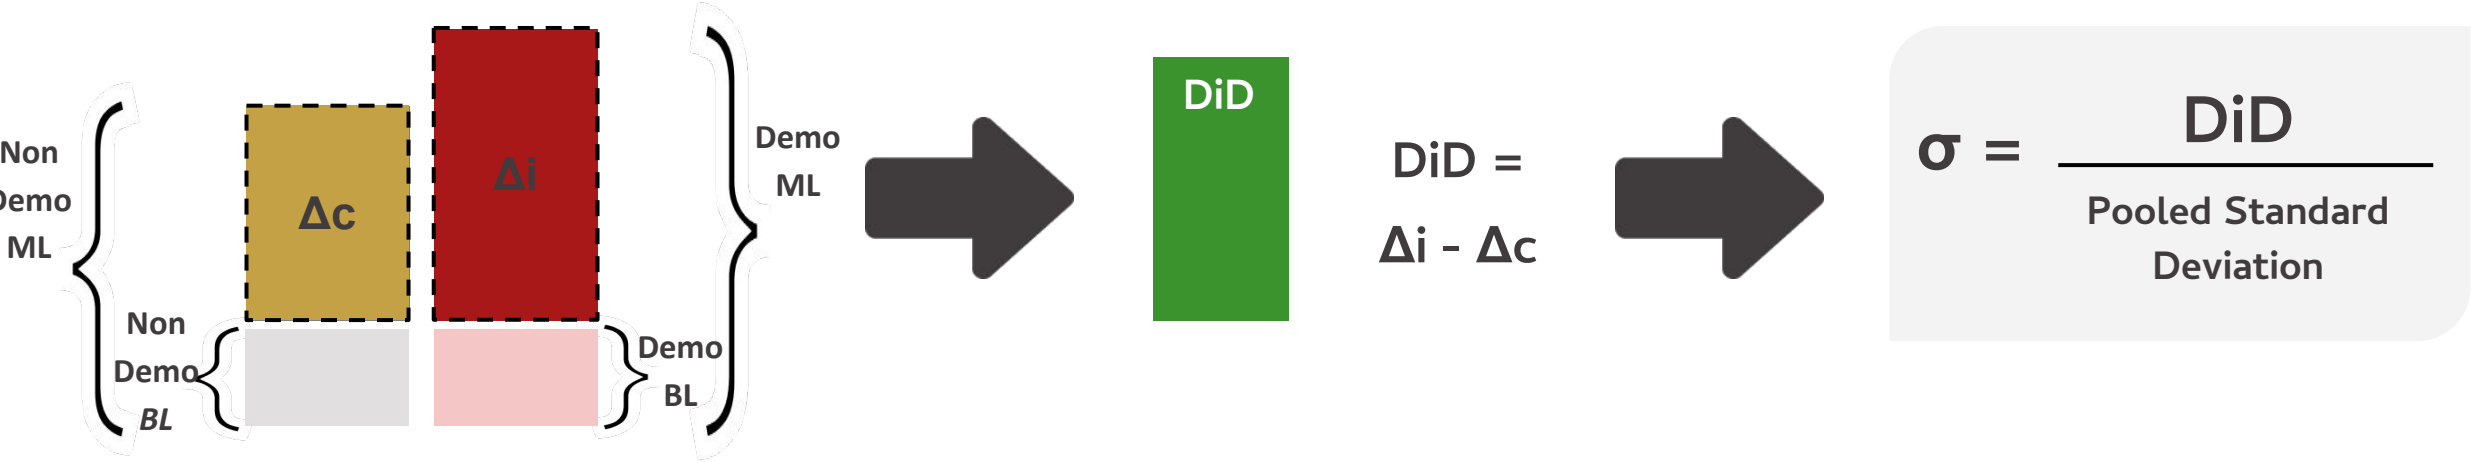 Non
Demo
ML
Non
Demo
BL
Δc
Δi
Demo
ML
Demo
BL
DiD
DiD =
Δi - Δc
σ =
DiD
Pooled Standard
Deviation